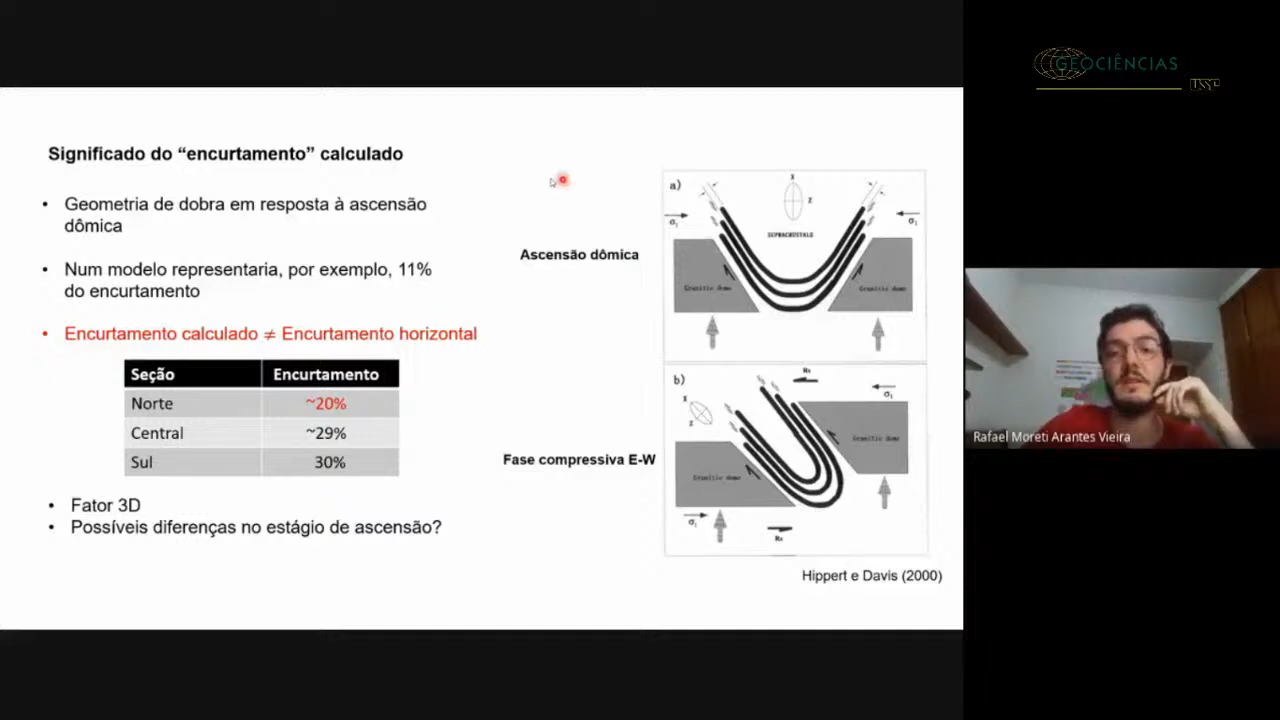 GEOCIÊNCIAS
USP
Significado do “encurtamento” calculado
• Geometria de dobra em resposta à ascensão
dômica
• Num modelo representaria, por exemplo, 11%
do encurtamento
• Encurtamento calculado ≠ Encurtamento horizontal
Seção Encurtamento
Norte ~20%
Central ~29%
Sul 30%
• Fator 3D
• Possíveis diferenças no estágio de ascensão?
Ascensão dômica
Fase compressiva E-W
a)
X
Z
σ1
σ1
SUPRACRUSTALS
Granitic dome
Granitic dome
b)
X
Z
σ1
Granitic dome
Granitic dome
σ1
Hippert e Davis (2000)
Rafael Moreti Arantes Vieira